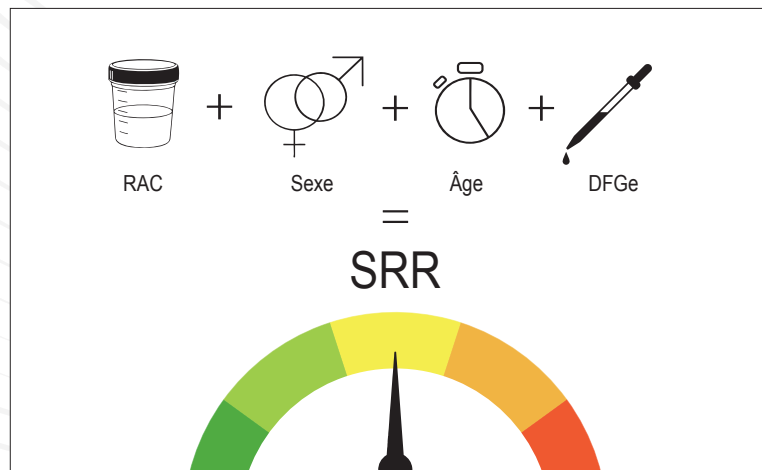 + + +
RAC Sexe Âge DFGe
=
SRR